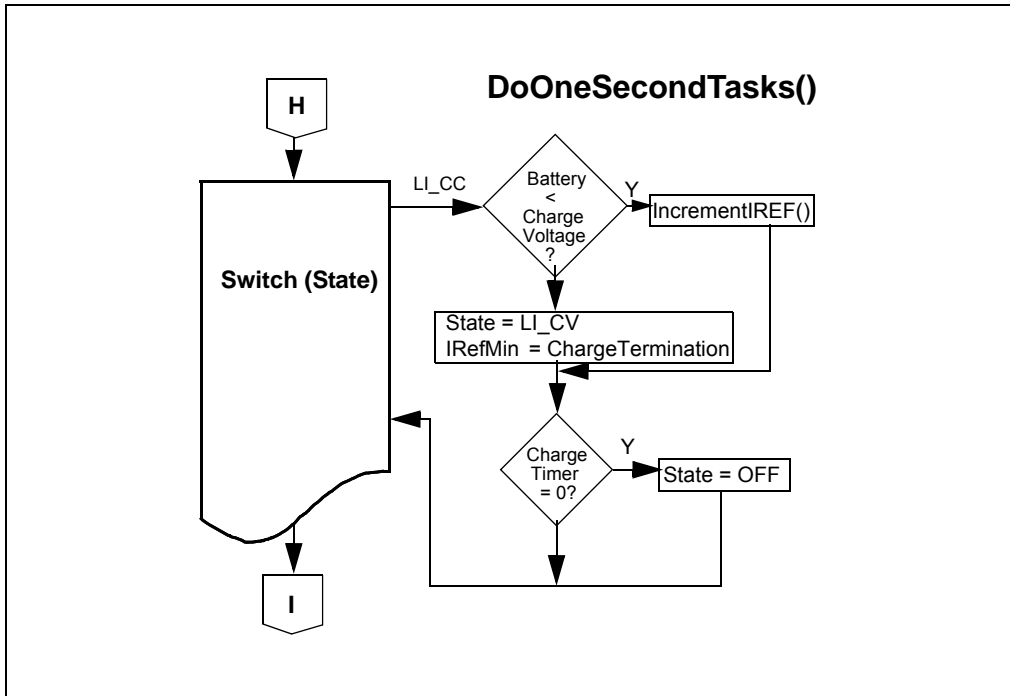 DoOneSecondTasks()
H
LI_CC
Battery
<
Charge
Voltage
?
Y
IncrementIREF()
Switch (State)
State = LI_CV
IRefMin = ChargeTermination
Charge
Timer
= 0?
Y
State = OFF
I